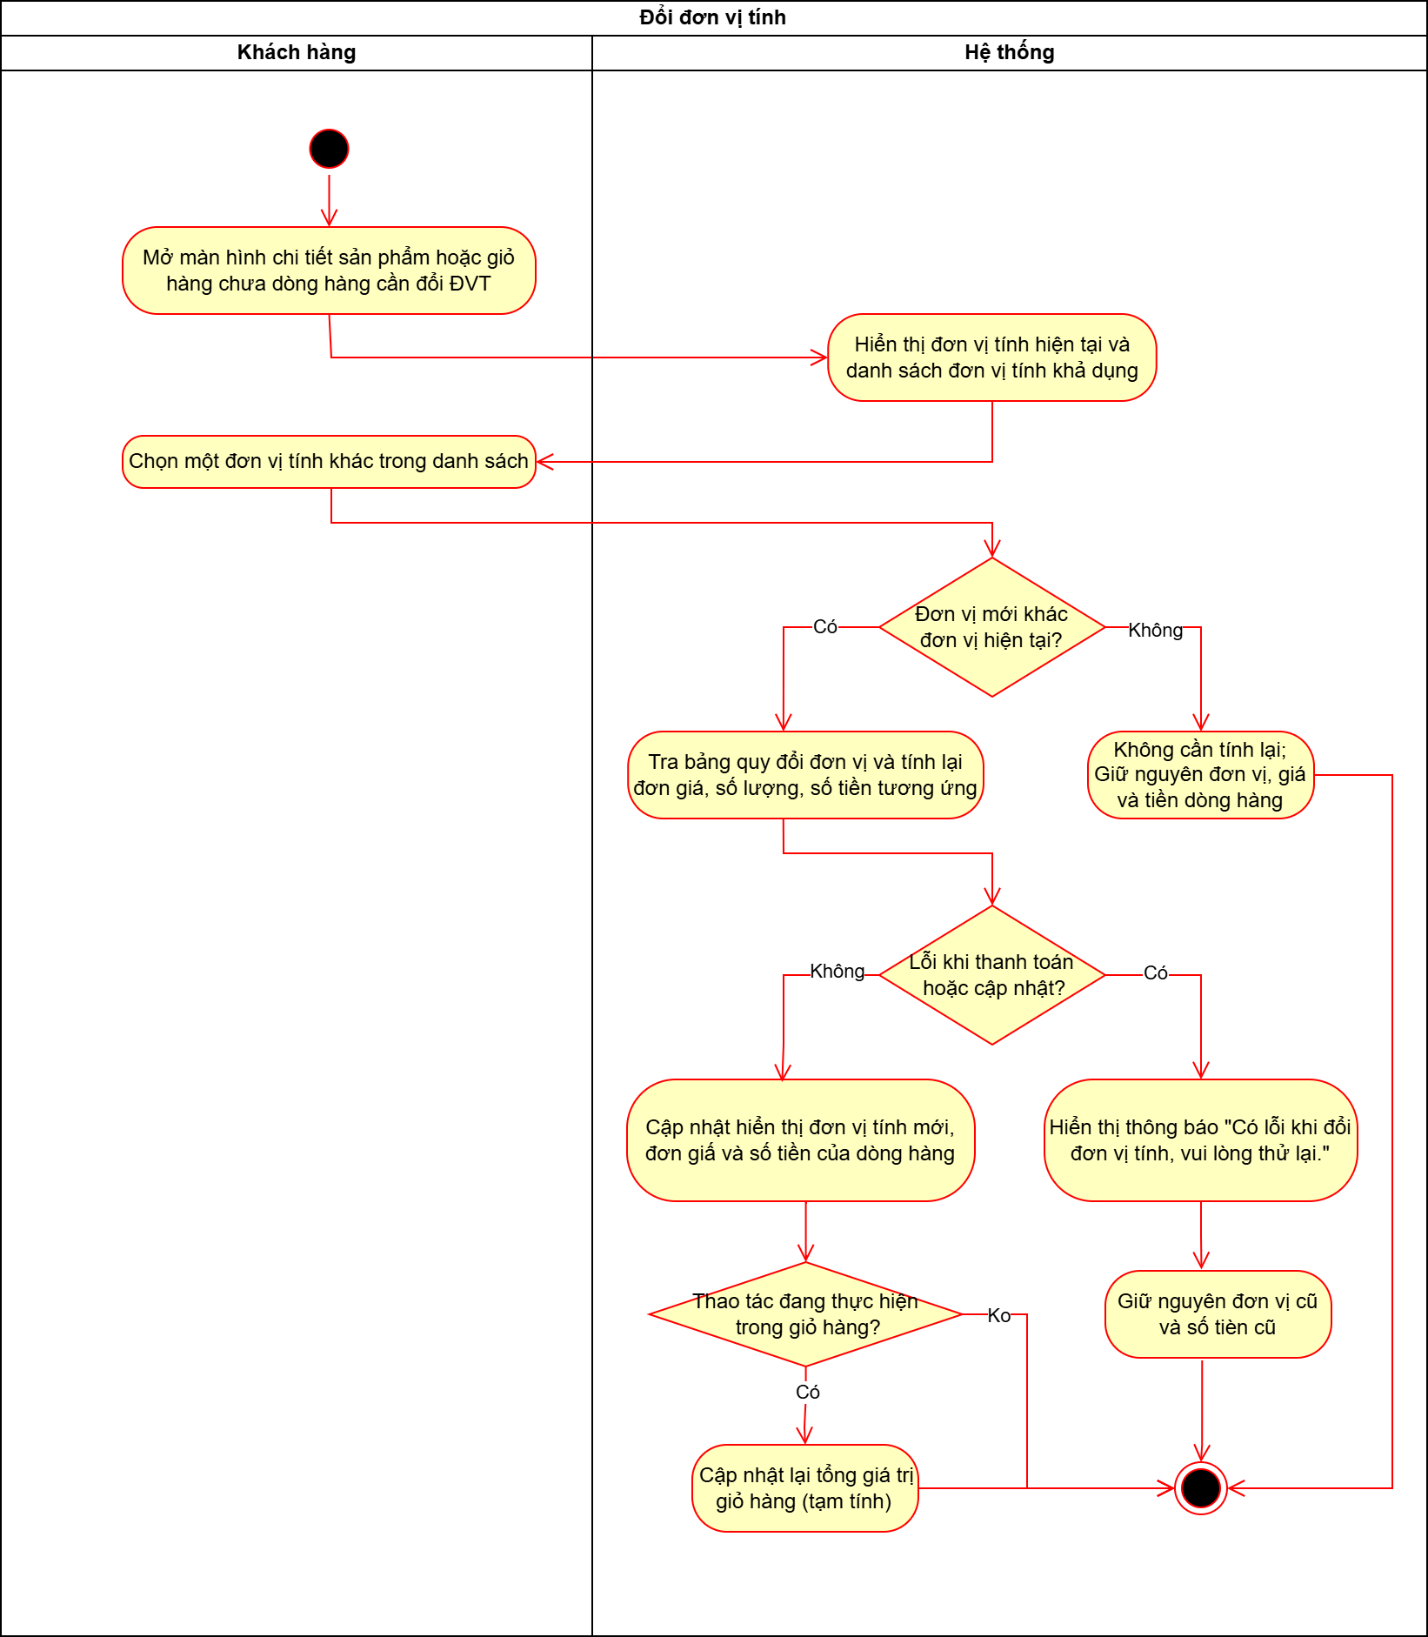 Đổi đơn vị tính
Khách hàng
Hệ thống
Mở màn hình chi tiết sản phẩm hoặc giỏ
hàng chưa dòng hàng cần đổi ĐVT
Hiển thị đơn vị tính hiện tại và
danh sách đơn vị tính khả dụng
Chọn một đơn vị tính khác trong danh sách
Đơn vị mới khác
đơn vị hiện tại?
Có
Không
Tra bảng quy đổi đơn vị và tính lại
đơn giá, số lượng, số tiền tương ứng
Không cần tính lại;
Giữ nguyên đơn vị, giá
và tiền dòng hàng
Lỗi khi thanh toán
hoặc cập nhật?
Không
Có
Cập nhật hiển thị đơn vị tính mới,
đơn giấ và số tiền của dòng hàng
Hiển thị thông báo "Có lỗi khi đổi
đơn vị tính, vui lòng thử lại."
Thao tác đang thực hiện
trong giỏ hàng?
Ko
Giữ nguyên đơn vị cũ
và số tièn cũ
Có
Cập nhật lại tổng giá trị
giỏ hàng (tạm tính)